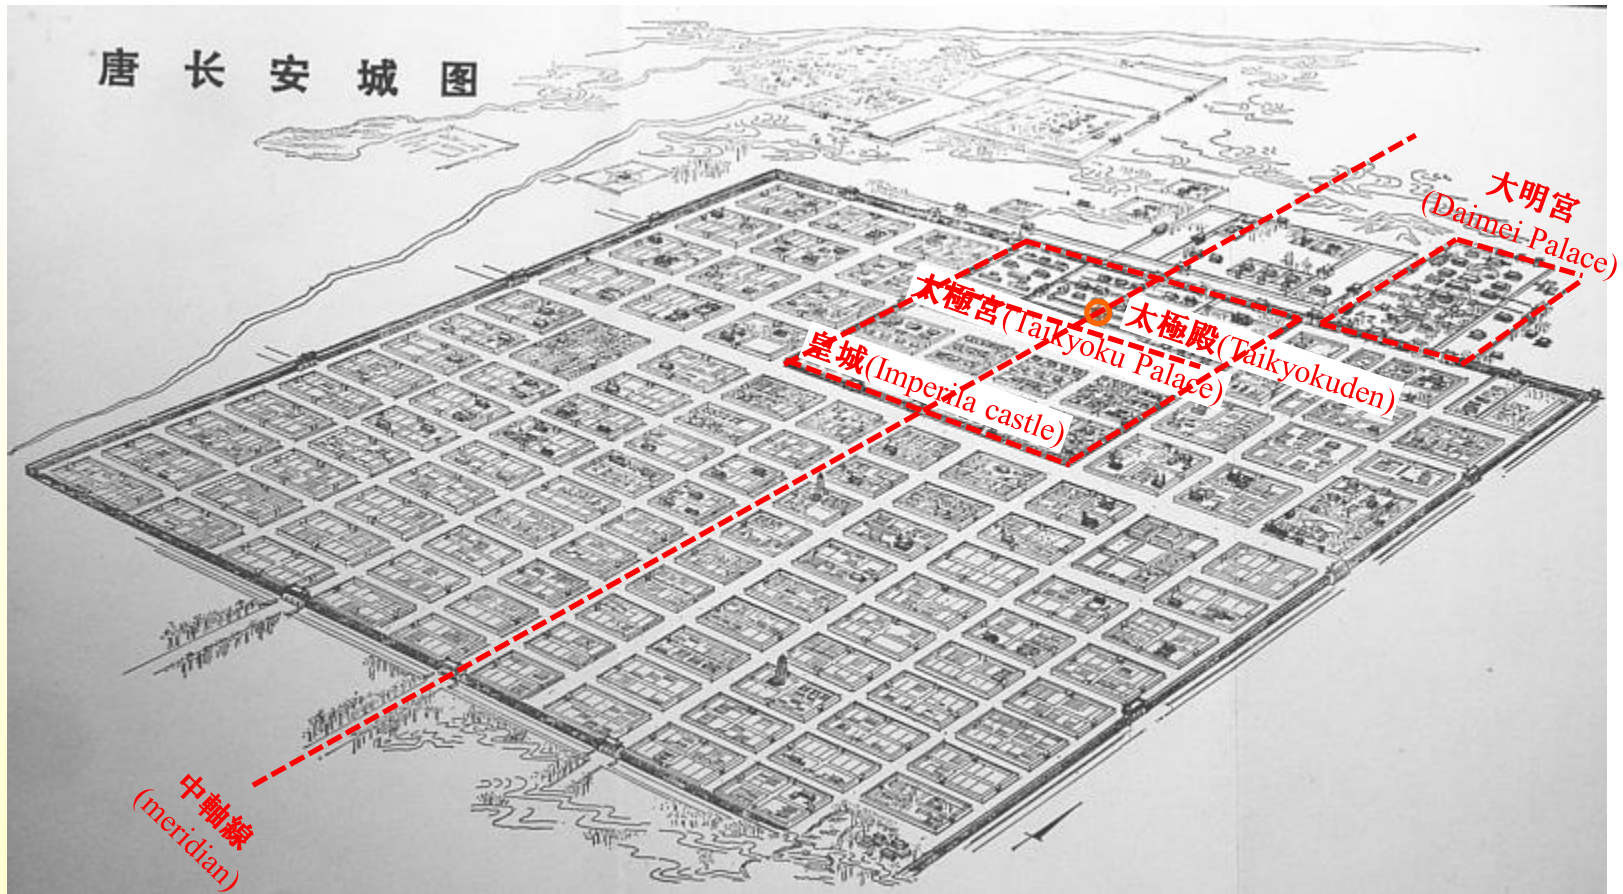 唐长安城图
大明宮
(Daimei Palace)
太極宮(Taikyoku Palace)
太極殿(Taikyokuden)
皇城(Imperila castle)
中軸線
(meridian)